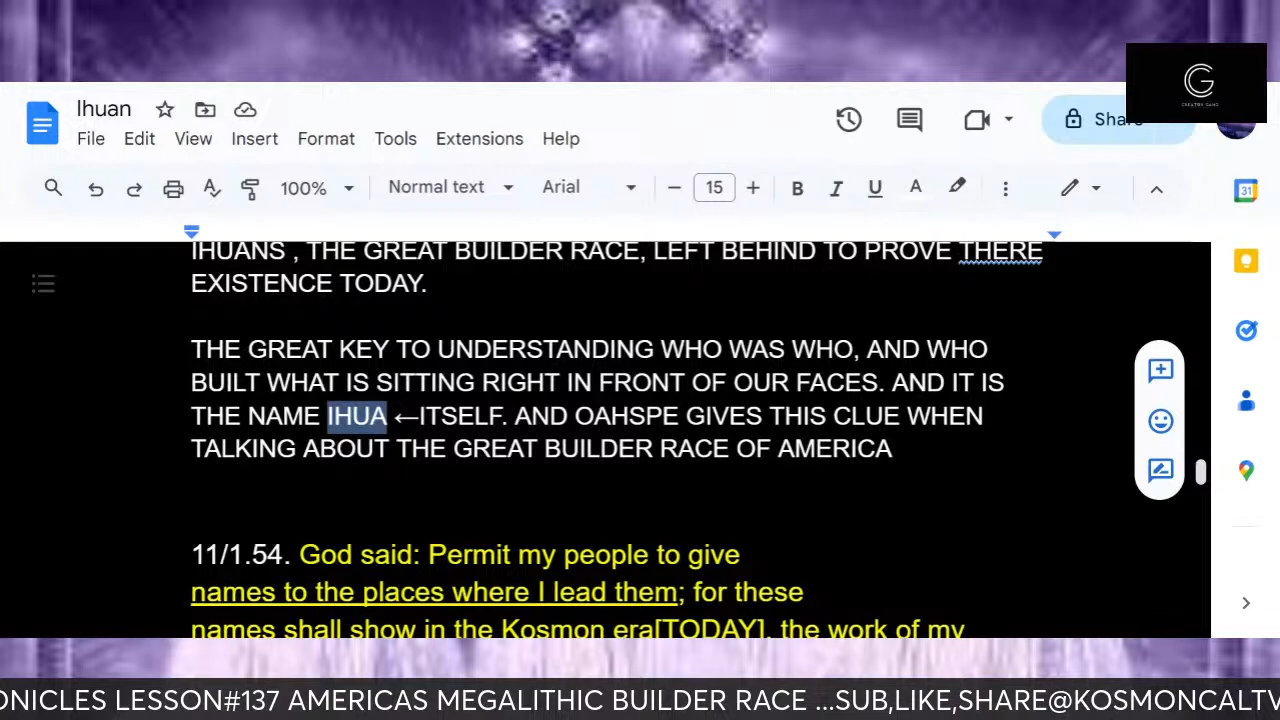 Ihuan
Share
File Edit View Insert Format Tools Extensions Help
100% Normal text Arial 15 B I U A
31
IHUANS , THE GREAT BUILDER RACE, LEFT BEHIND TO PROVE THERE
EXISTENCE TODAY.
THE GREAT KEY TO UNDERSTANDING WHO WAS WHO, AND WHO
BUILT WHAT IS SITTING RIGHT IN FRONT OF OUR FACES. AND IT IS
THE NAME IHUA ←ITSELF. AND OAHSPE GIVES THIS CLUE WHEN
TALKING ABOUT THE GREAT BUILDER RACE OF AMERICA
11/1.54. God said: Permit my people to give
names to the places where I lead them; for these
names shall show in the Kosmon era[TODAY], the work of my
ONICLES LESSON#137 AMERICAS MEGALITHIC BUILDER RACE ...SUB,LIKE,SHARE@KOSMONCALTV